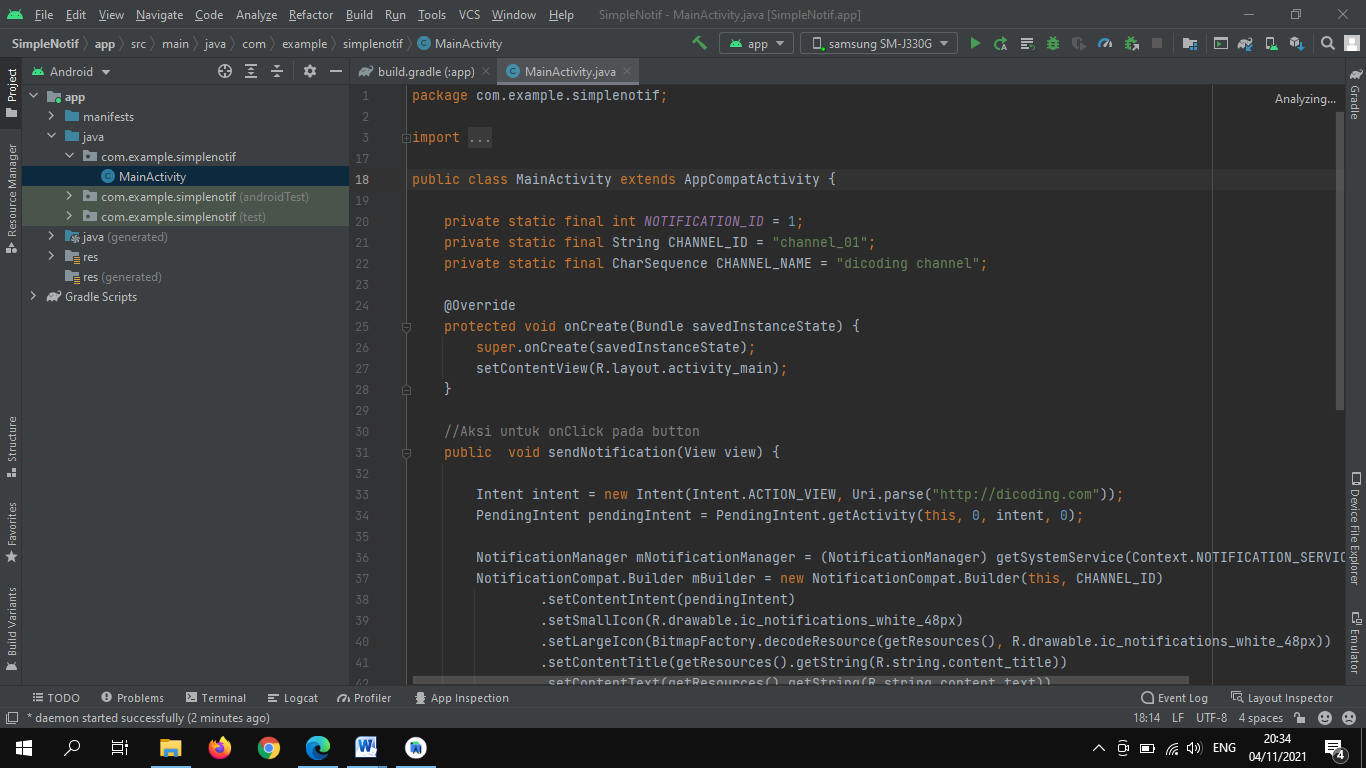 File Edit View Navigate Code Analyze Refactor Build Run Tools VCS Window Help SimpleNotif - MainActivity.java [SimpleNotif.app]
SimpleNotif app src main java com example simplenotif MainActivity app samsung SM-J330G
Android build.gradle (:app) MainActivity.java
Project
Resource Manager
Structure
Favorites
Build Variants
app
manifests
java
com.example.simplenotif
MainActivity
com.example.simplenotif (androidTest)
com.example.simplenotif (test)
java (generated)
res
res (generated)
Gradle Scripts
Analyzing...
1 package com.example.simplenotif;
2
3 import ...
17
18 public class MainActivity extends AppCompatActivity {
19
20 private static final int NOTIFICATION_ID = 1;
21 private static final String CHANNEL_ID = "channel_01";
22 private static final CharSequence CHANNEL_NAME = "dicoding channel";
23
24 @Override
25 protected void onCreate(Bundle savedInstanceState) {
26 super.onCreate(savedInstanceState);
27 setContentView(R.layout.activity_main);
28 }
29
30 //Aksi untuk onClick pada button
31 public void sendNotification(View view) {
32
33 Intent intent = new Intent(Intent.ACTION_VIEW, Uri.parse("http://dicoding.com"));
34 PendingIntent pendingIntent = PendingIntent.getActivity(this, 0, intent, 0);
35
36 NotificationManager mNotificationManager = (NotificationManager) getSystemService(Context.NOTIFICATION_SERVIC
37 NotificationCompat.Builder mBuilder = new NotificationCompat.Builder(this, CHANNEL_ID)
38 .setContentIntent(pendingIntent)
39 .setSmallIcon(R.drawable.ic_notifications_white_48px)
40 .setLargeIcon(BitmapFactory.decodeResource(getResources(), R.drawable.ic_notifications_white_48px))
41 .setContentTitle(getResources().getString(R.string.content_title))
42 .setContentText(getResources().getString(R.string.content_text))
Gradle
Device File Explorer
Emulator
TODO Problems Terminal Logcat Profiler App Inspection Event Log Layout Inspector
* daemon started successfully (2 minutes ago) 18:14 LF UTF-8 4 spaces
ENG 20:34
04/11/2021 4